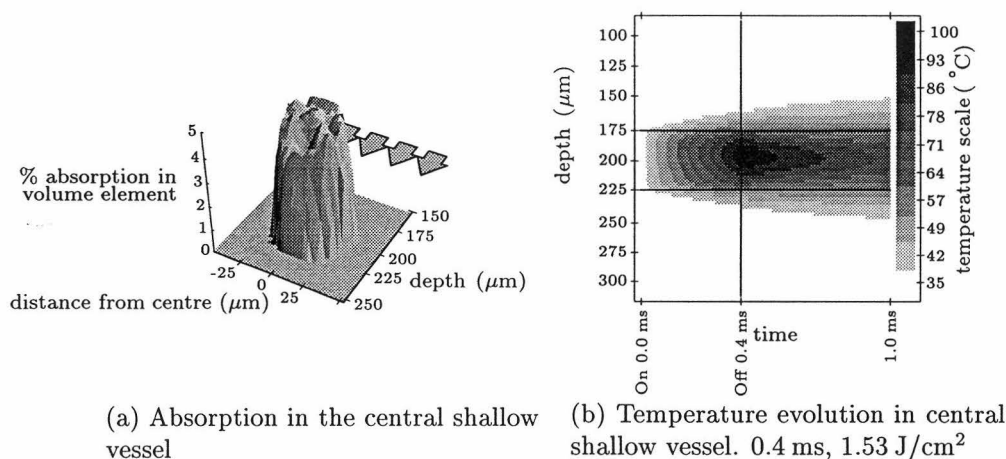 5
4
3
2
1
0
% absorption in
volume element
-25
0
25
distance from centre (μm)
150
175
200
225
250
depth (μm)
(a) Absorption in the central shallow
vessel
100
125
150
175
200
225
250
275
300
depth (μm)
On 0.0 ms
Off 0.4 ms
time
1.0 ms
100
93
86
78
71
64
57
49
42
35
temperature scale( °C)
(b) Temperature evolution in central
shallow vessel. 0.4 ms, 1.53 J/cm²